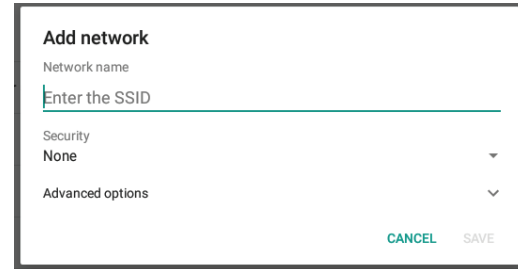 Add network
Network name
Enter the SSID
Security
None
Advanced options
CANCEL SAVE